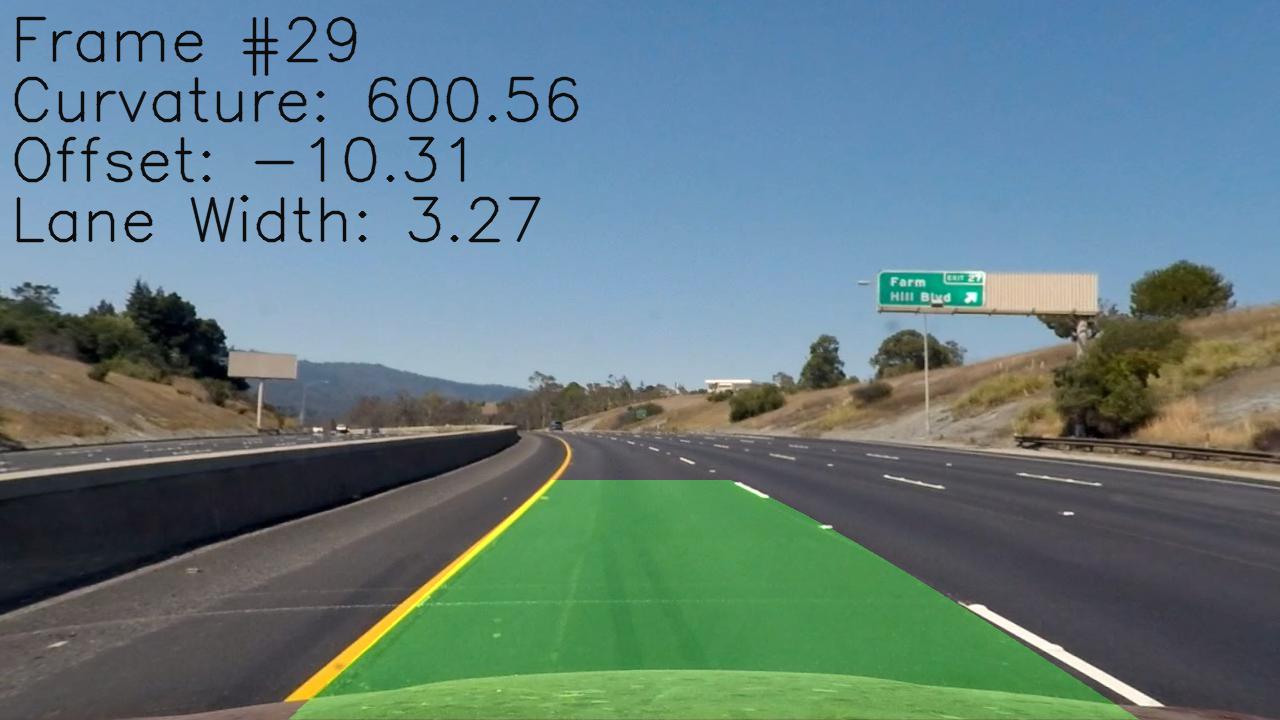 Frame #29
Curvature: 600.56
Offset: -10.31
Lane Width: 3.27
EXIT 27
Farm
Hill Blvd